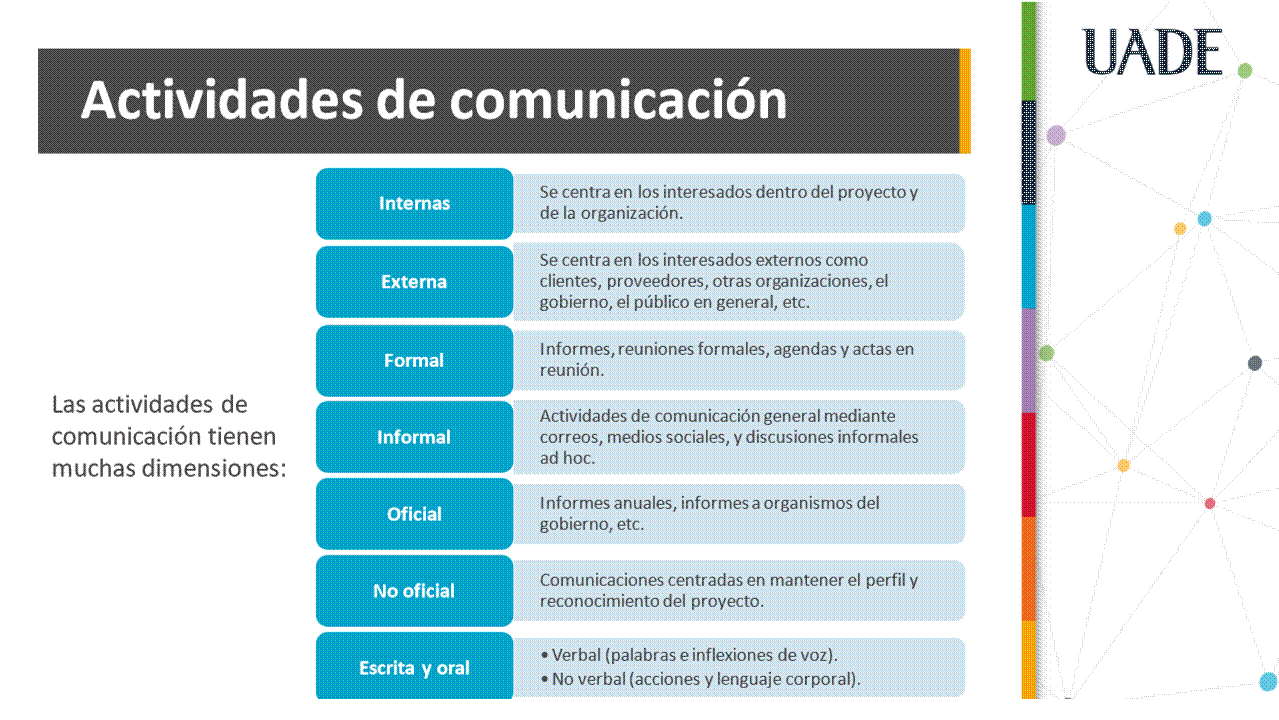 UADE
Actividades de comunicación
Las actividades de
comunicación tienen
muchas dimensiones:
Internas
Se centra en los interesados dentro del proyecto y
de la organización.
Externa
Se centra en los interesados externos como
clientes, proveedores, otras organizaciones, el
gobierno, el público en general, etc.
Formal
Informes, reuniones formales, agendas y actas en
reunión.
Informal
Actividades de comunicación general mediante
correos, medios sociales, y discusiones informales
ad hoc.
Oficial
Informes anuales, informes a organismos del
gobierno, etc.
No oficial
Comunicaciones centradas en mantener el perfil y
reconocimiento del proyecto.
Escrita y oral
• Verbal (palabras e inflexiones de voz).
• No verbal (acciones y lenguaje corporal).